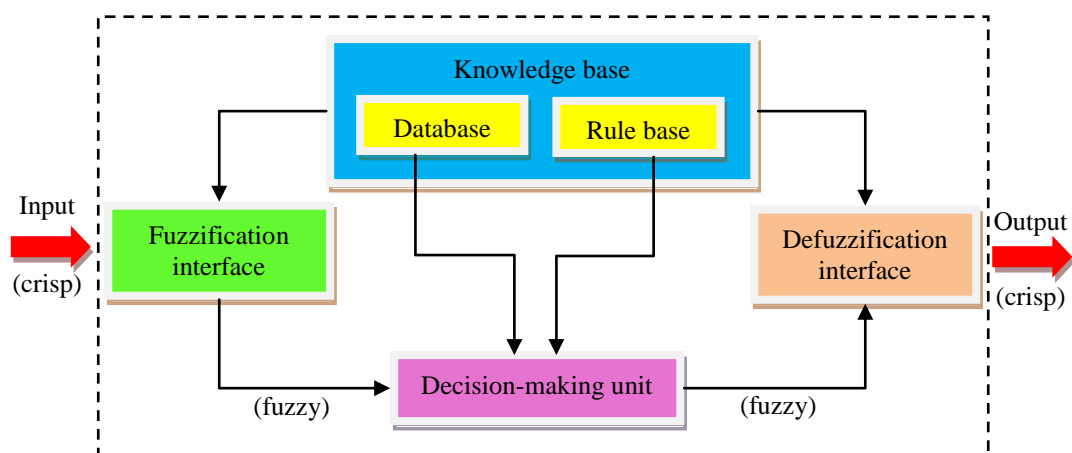 Knowledge base
Database
Rule base
Input
(crisp)
Fuzzification
interface
Defuzzification
interface
Output
(crisp)
Decision-making unit
(fuzzy)
(fuzzy)